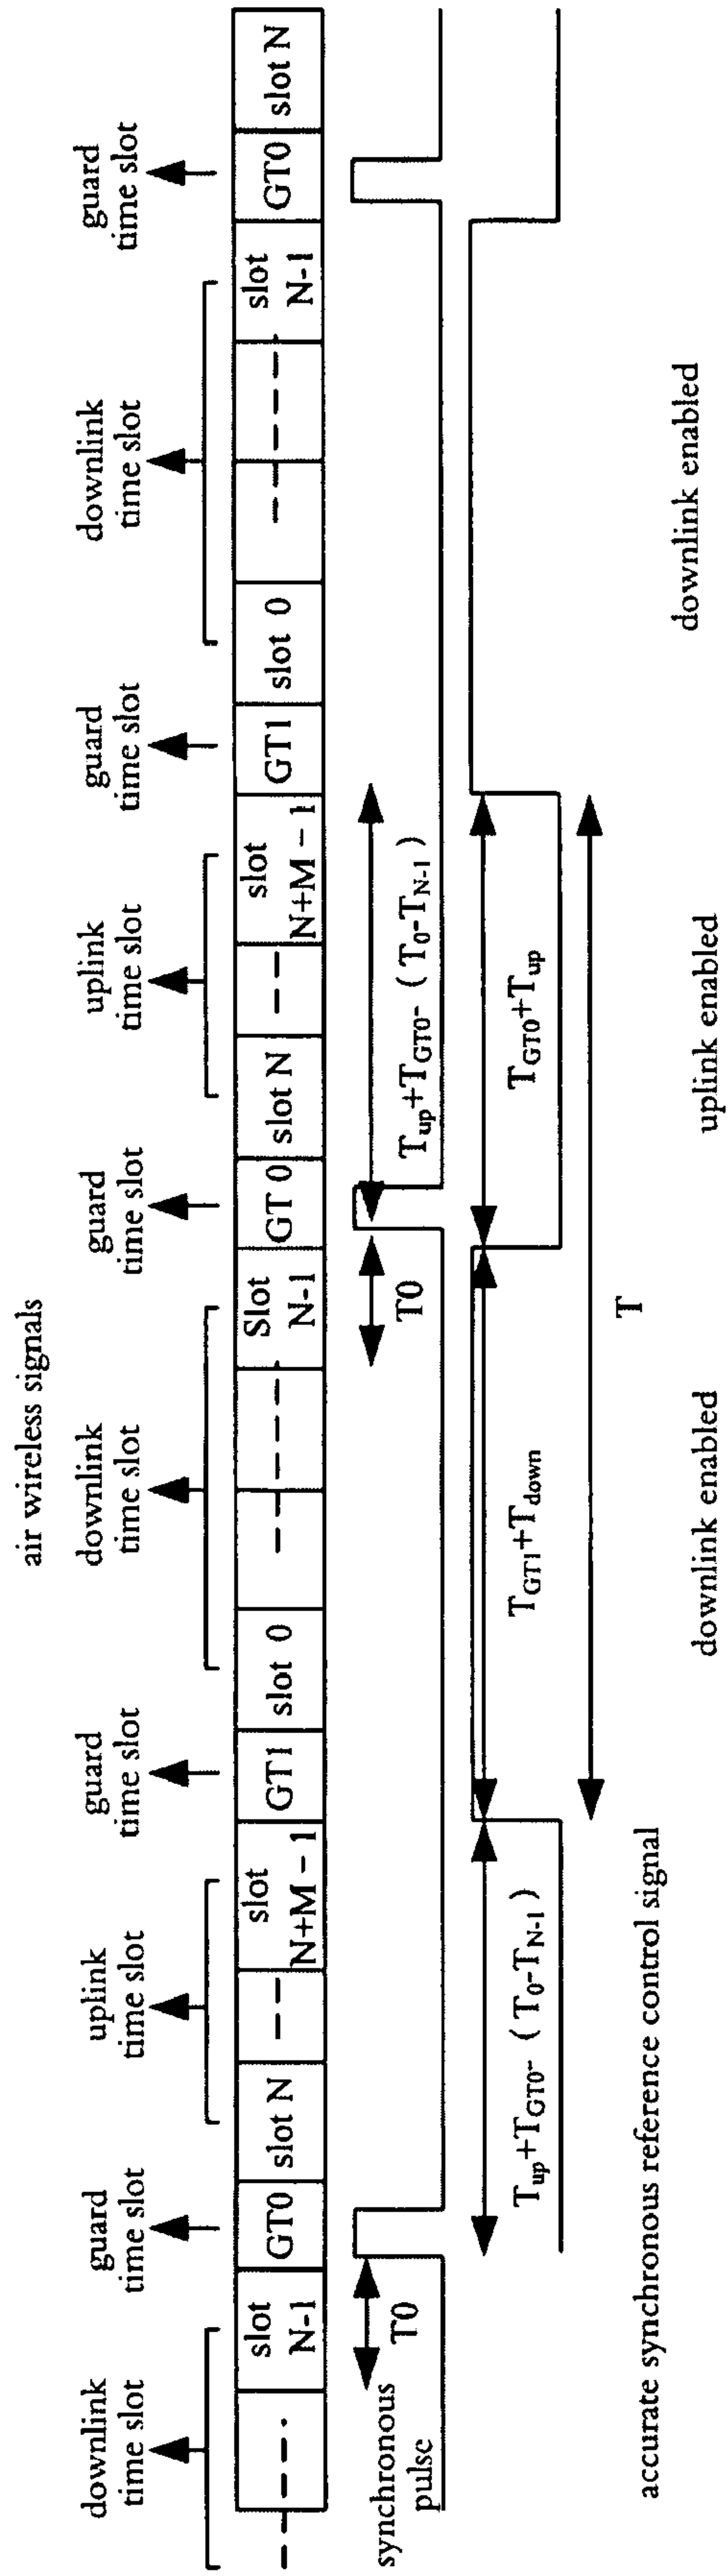 air wireless signals
downlink
time slot
guard
time slot
uplink
time slot
guard
time slot
downlink
time slot
guard
time slot
uplink
time slot
guard
time slot
downlink
time slot
guard
time slot
slot
N-1
GT0
slot N
slot
N+M-1
GT1
slot 0
Slot
N-1
GT 0
slot N
slot
N+M-1
GT1
slot 0
slot
N-1
GT0
slot N
synchronous
pulse
T0
T0
Tup+TGT0-(T0-TN-1)
Tup+TGT0-(T0-TN-1)
TGT1+Tdown
TGT0+Tup
T
accurate synchronous reference control signal
downlink enabled
uplink enabled
downlink enabled